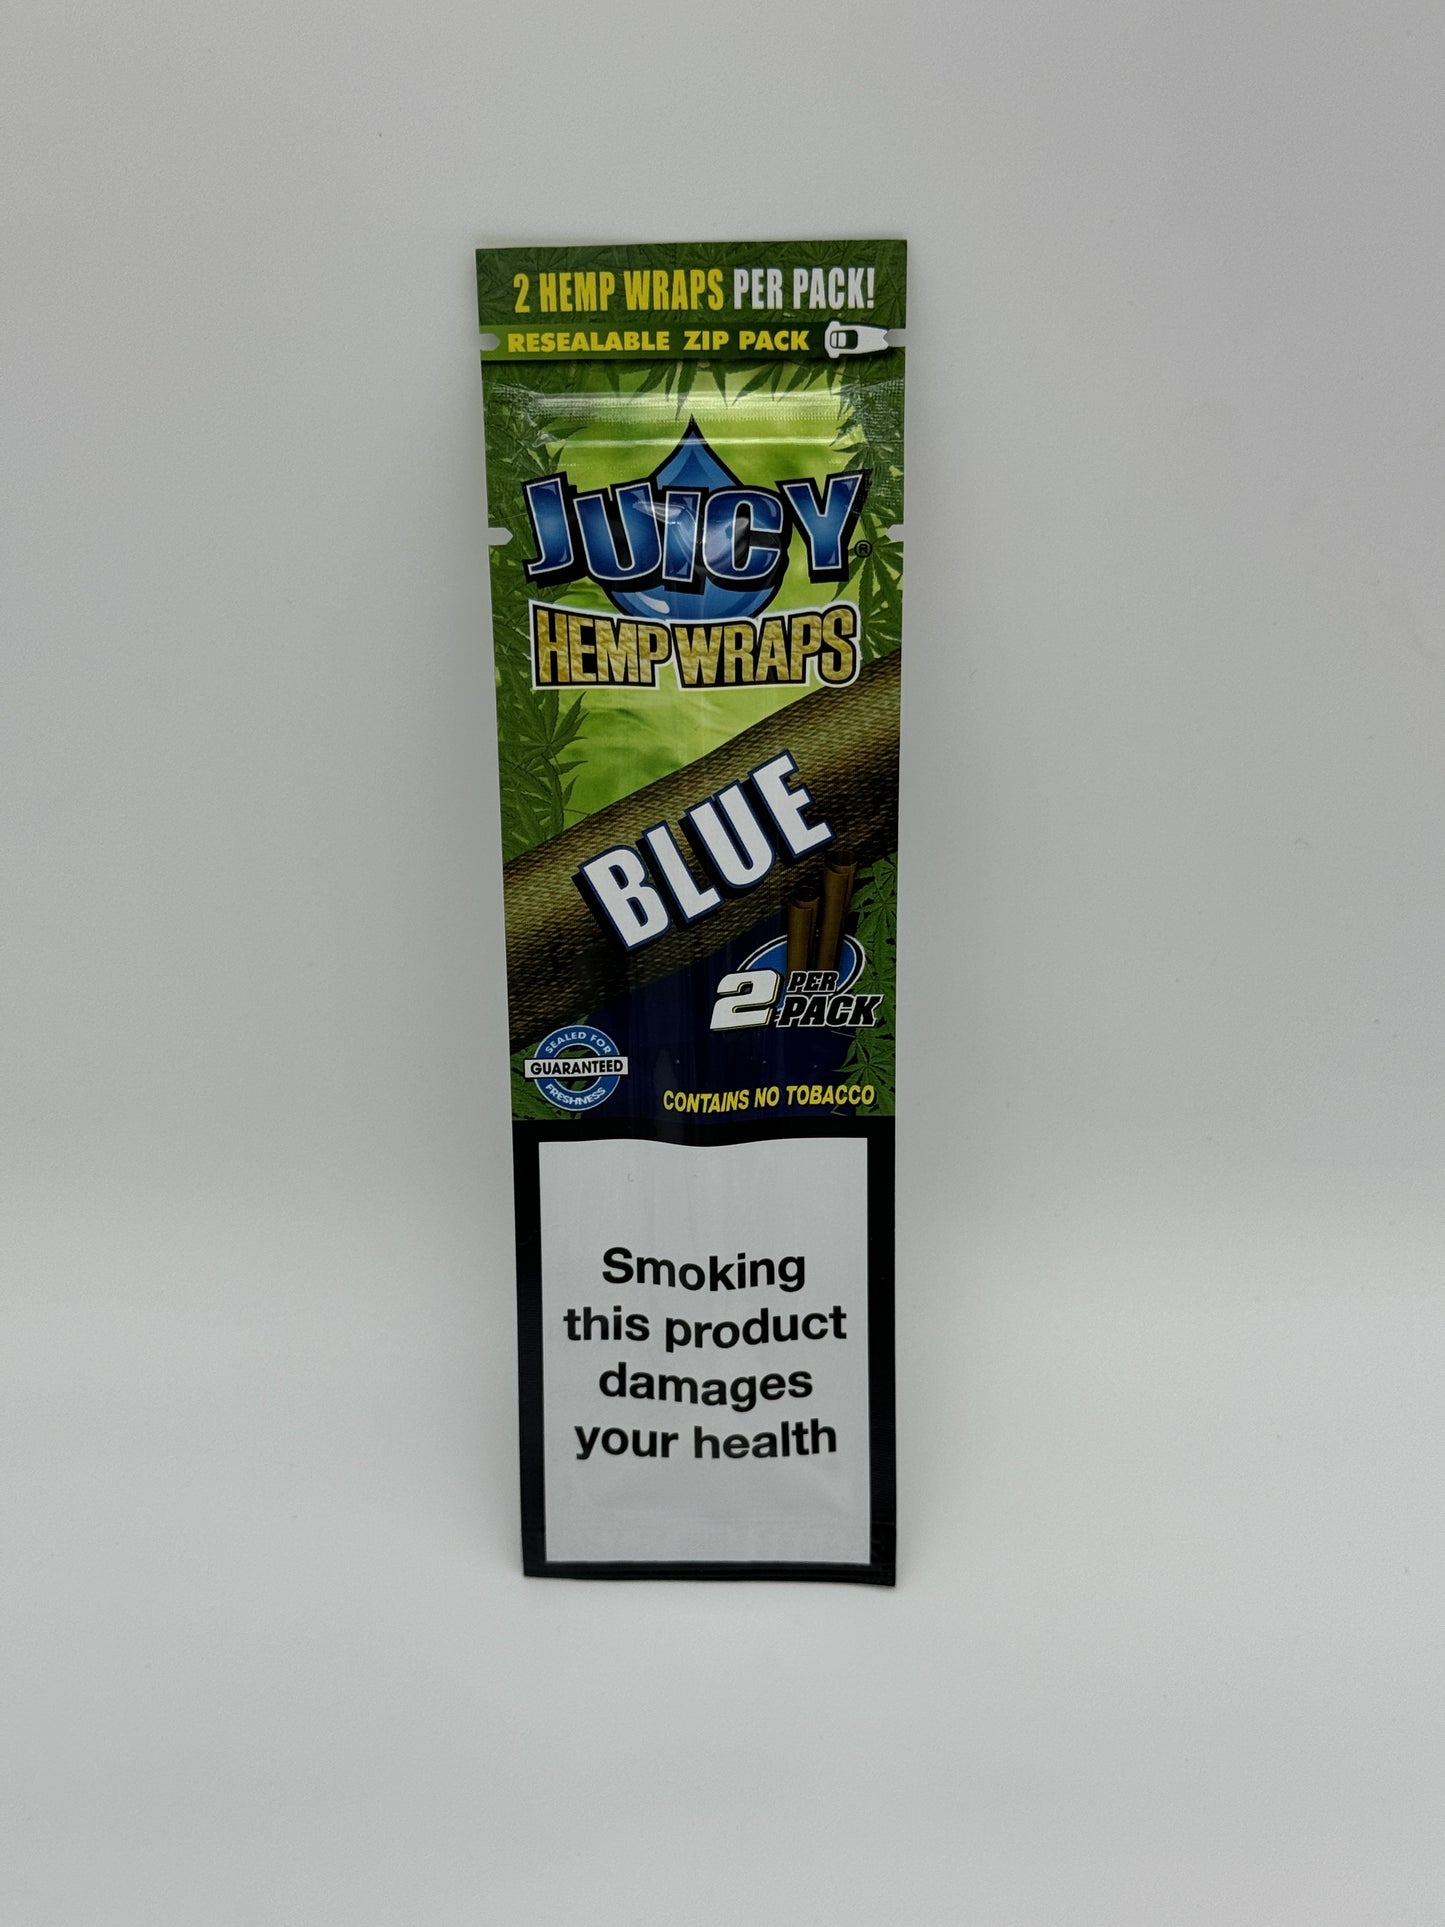 2 HEMP WRAPS PER PACK!
RESEALABLE ZIP PACK
JUICY®
HEMP WRAPS
BLUE
2 PER PACK
SEALED FOR
GUARANTEED
FRESHNESS
CONTAINS NO TOBACCO
Smoking
this product
damages
your health